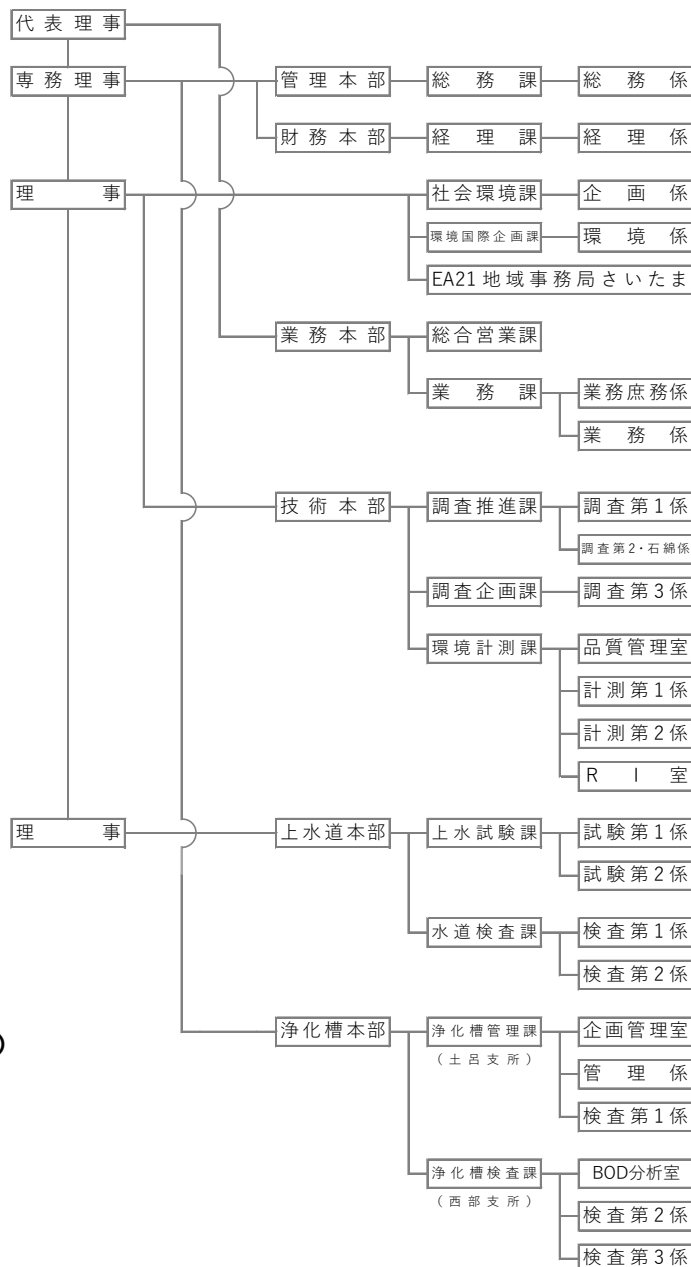 代表理事
専務理事 管理本部 総務課 総務係
財務本部 経理課 経理係
理事 社会環境課 企画係
環境国際企画課 環境係
EA21地域事務局さいたま
業務本部 総合営業課
業務課 業務庶務係
業務係
技術本部 調査推進課 調査第1係
調査第2・石綿係
調査企画課 調査第3係
環境計測課 品質管理室
計測第1係
計測第2係
RI室
理事 上水道本部 上水試験課 試験第1係
試験第2係
水道検査課 検査第1係
検査第2係
浄化槽本部 浄化槽管理課 企画管理室
)
(土呂支所)
管理係
検査第1係
浄化槽検査課 BOD分析室
(西部支所)
検査第2係
検査第3係